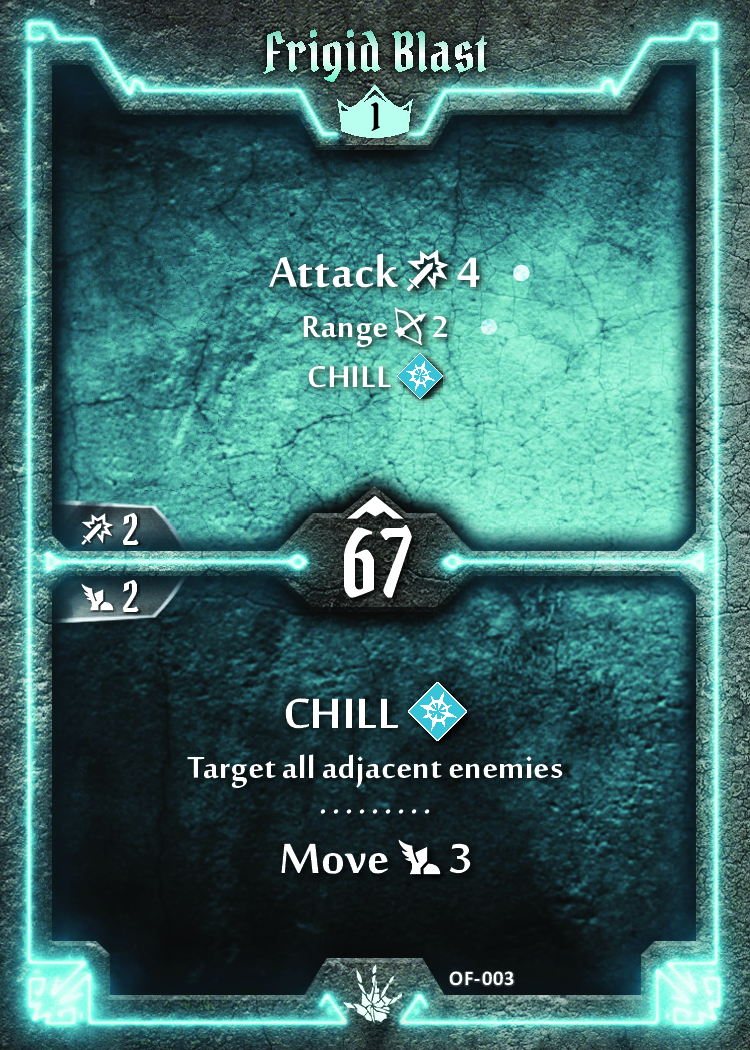 Frigid Blast
1
Attack 4
Range 2
CHILL
2
67
2
CHILL
Target all adjacent enemies
.........
Move 3
OF-003